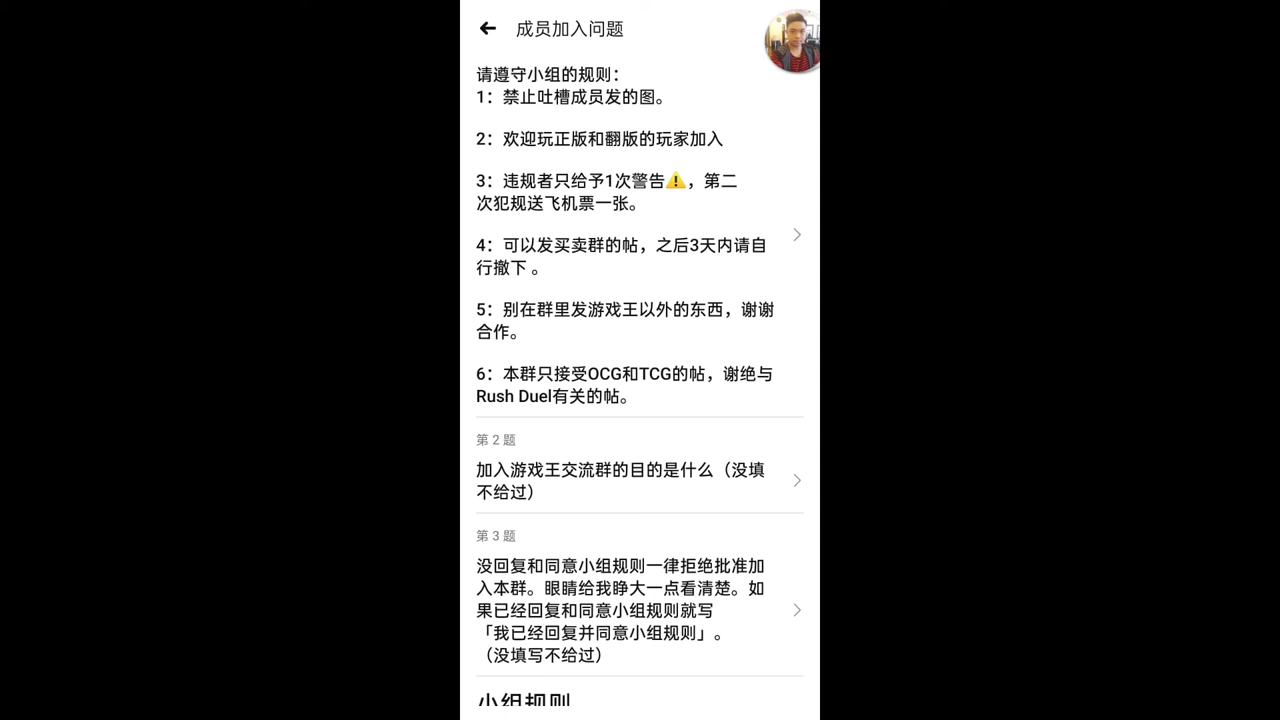 成员加入问题
请遵守小组的规则：
1：禁止吐槽成员发的图。
2：欢迎玩正版和翻版的玩家加入
3：违规者只给予1次警告⚠️，第二
次犯规送飞机票一张。
4：可以发买卖群的帖，之后3天内请自
行撤下 。
5：别在群里发游戏王以外的东西，谢谢
合作。
6：本群只接受OCG和TCG的帖，谢绝与
Rush Duel有关的帖。
第 2 题
加入游戏王交流群的目的是什么（没填
不给过）
第 3 题
没回复和同意小组规则一律拒绝批准加
入本群。眼睛给我睁大一点看清楚。如
果已经回复和同意小组规则就写
「我已经回复并同意小组规则」。
（没填写不给过）
小组规则